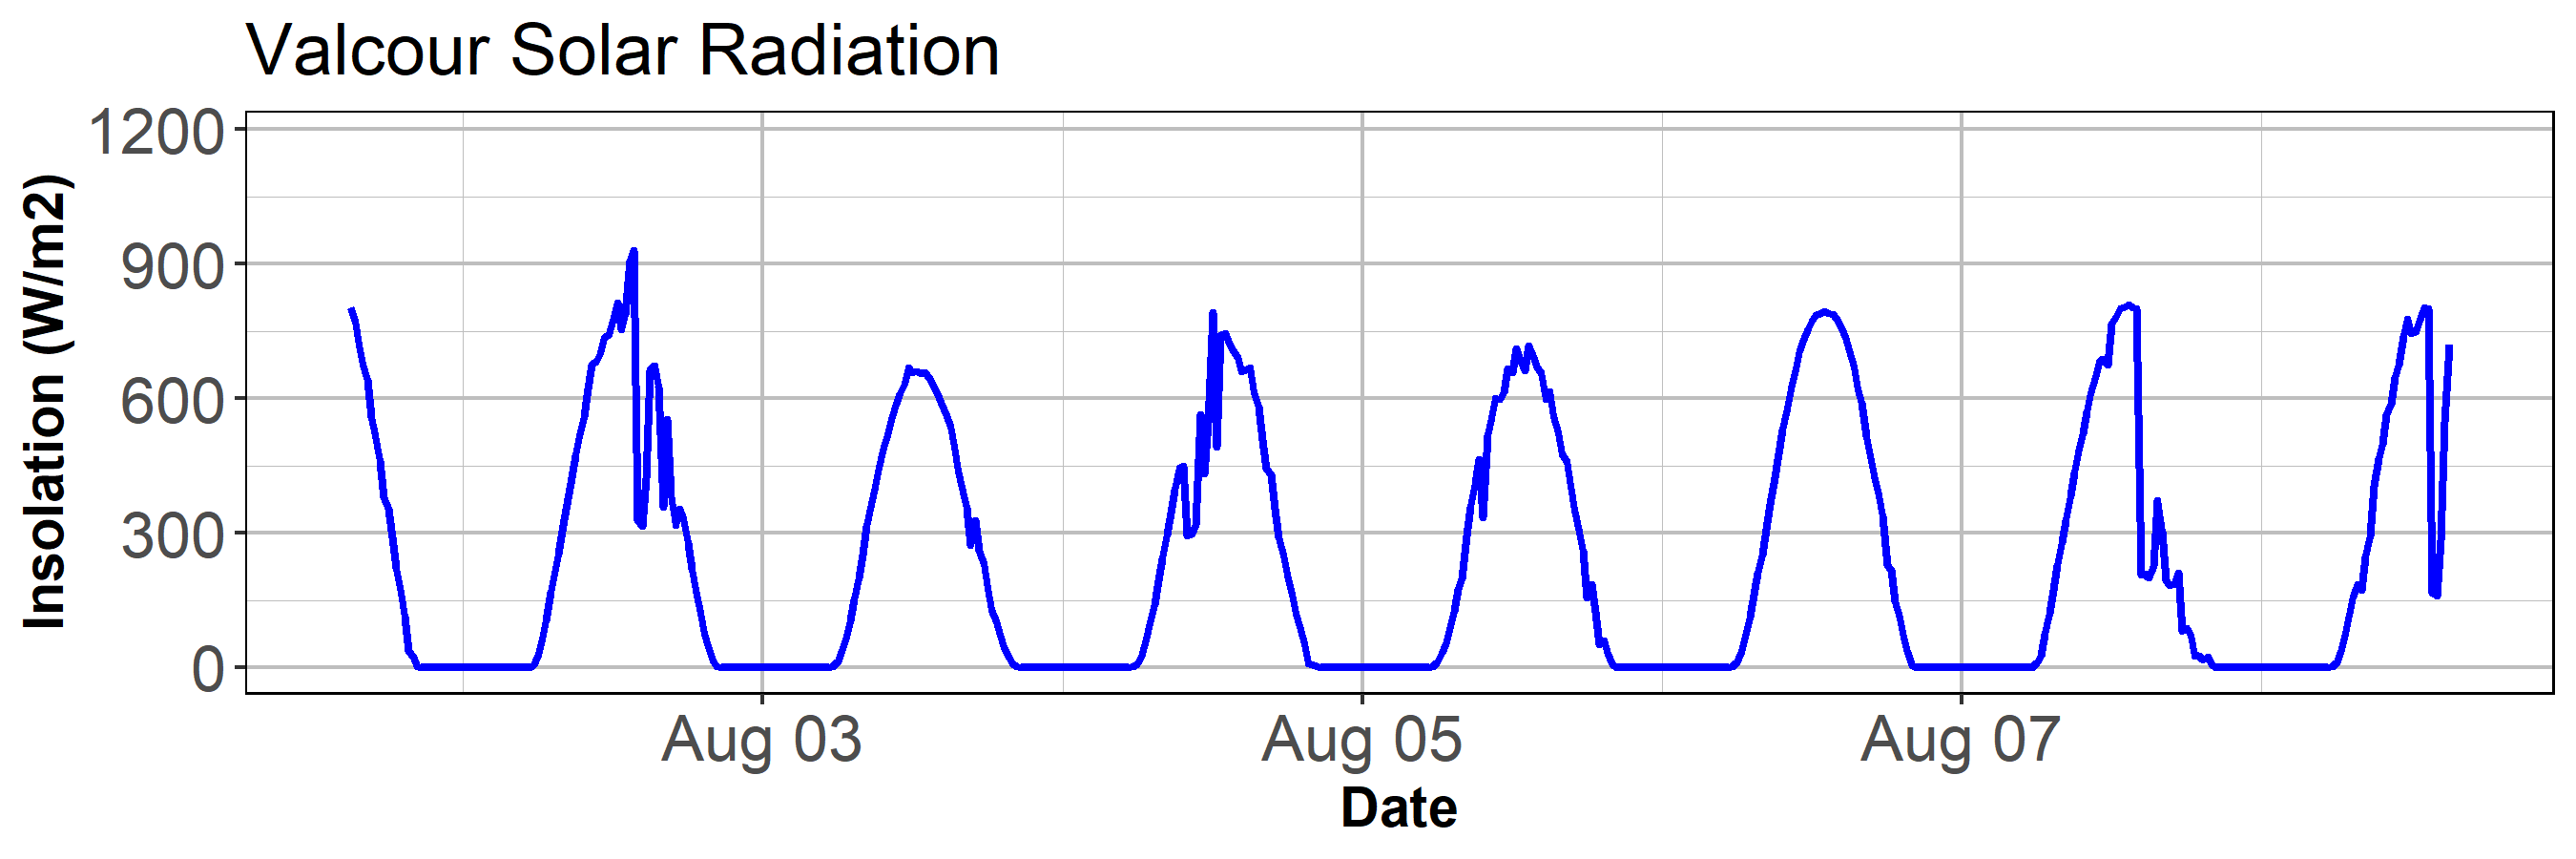 Valcour Solar Radiation
1200
900
600
300
0
Insolation (W/m2)
Aug 03 Aug 05 Aug 07
Date